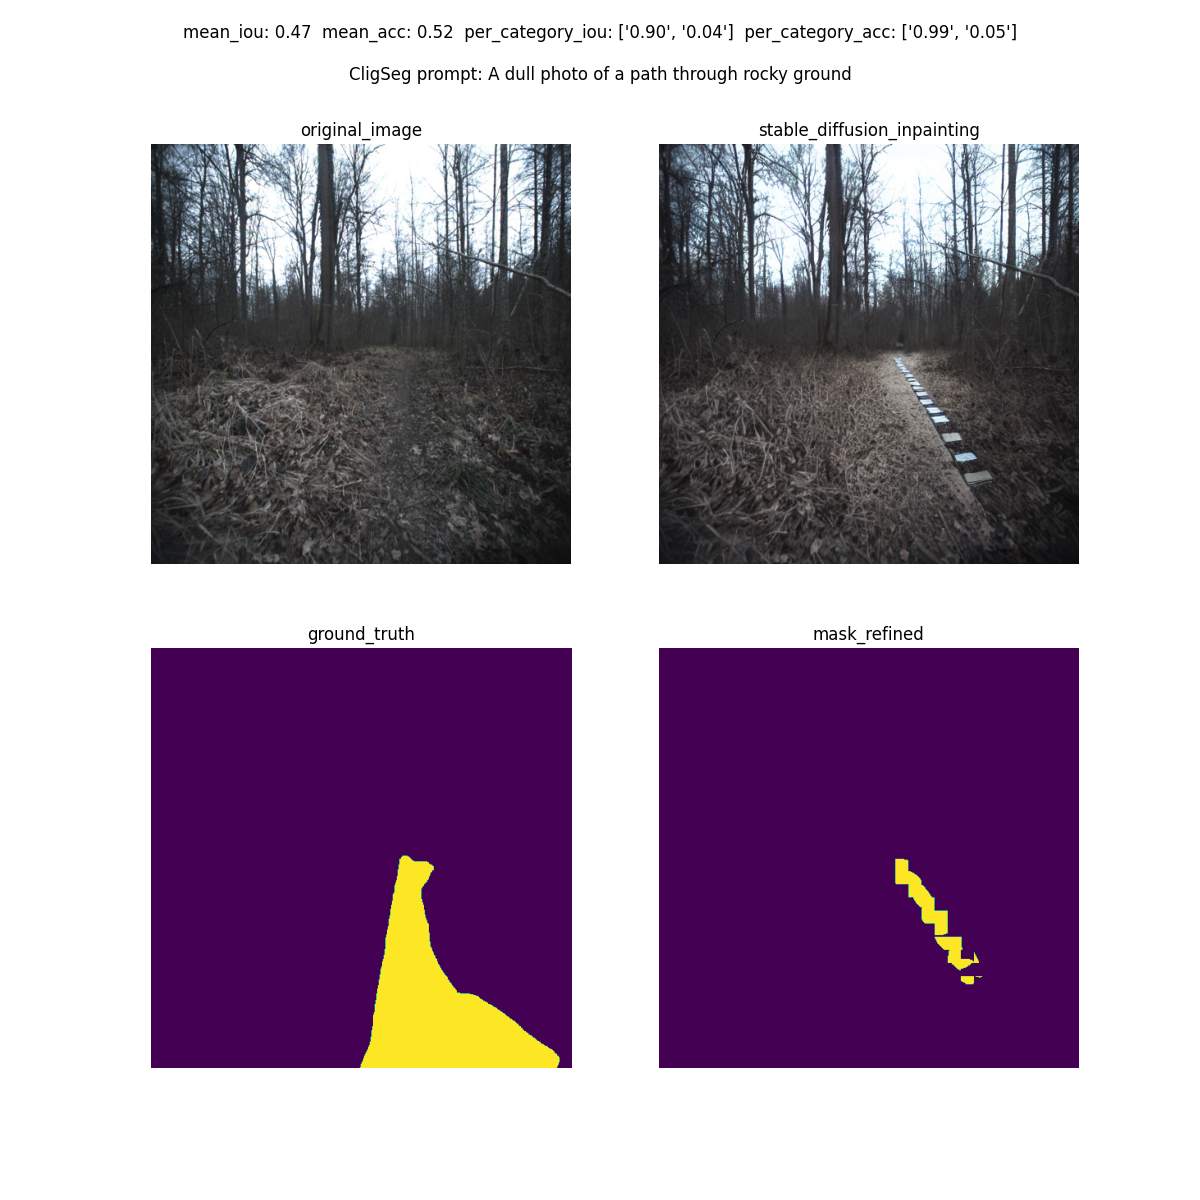 mean_iou: 0.47  mean_acc: 0.52  per_category_iou: ['0.90', '0.04']  per_category_acc: ['0.99', '0.05']
CligSeg prompt: A dull photo of a path through rocky ground
original_image
stable_diffusion_inpainting
ground_truth
mask_refined